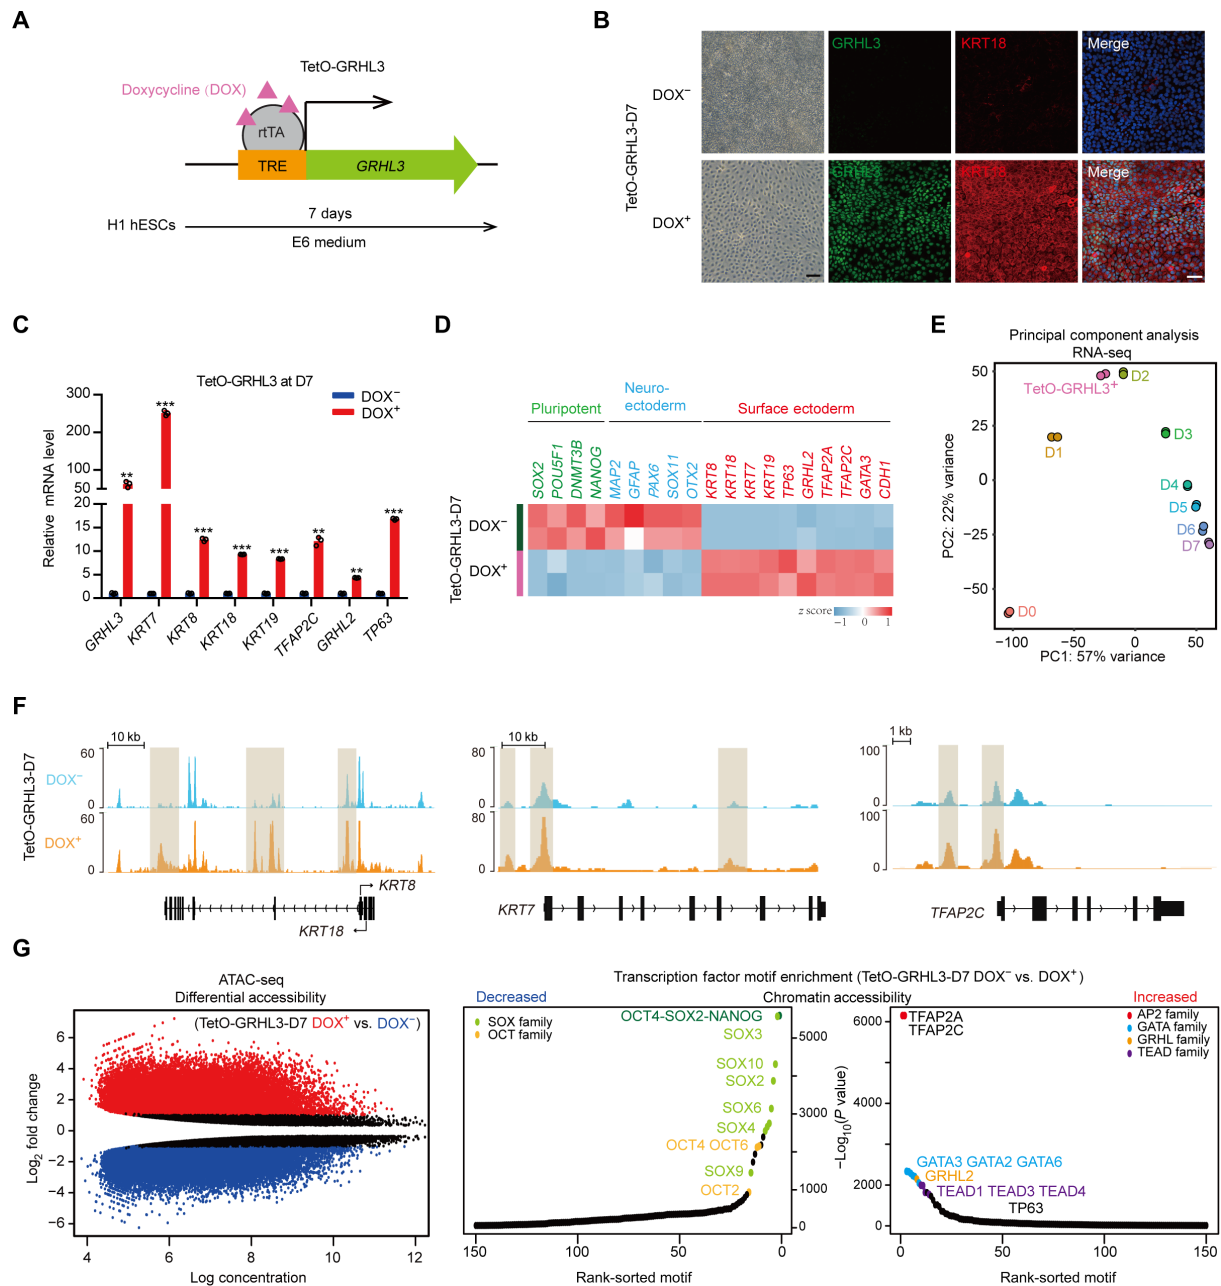 A
TetO-GRHL3
Doxycycline (DOX)
rtTA
TRE
GRHL3
7 days
H1 hESCs
E6 medium
B
TetO-GRHL3-D7
DOX−
GRHL3
KRT18
Merge
DOX+
GRHL3
KRT18
Merge
C
TetO-GRHL3 at D7
DOX−
DOX+
Relative mRNA level
300
200
100
50
20
15
10
5
0
**
***
***
***
***
**
**
***
GRHL3
KRT7
KRT8
KRT18
KRT19
TFAP2C
GRHL2
TP63
D
Pluripotent
Neuro-
ectoderm
Surface ectoderm
SOX2
POU5F1
DNMT3B
NANOG
MAP2
GFAP
PAX6
SOX11
OTX2
KRT8
KRT18
KRT7
KRT19
TP63
GRHL2
TFAP2A
TFAP2C
GATA3
CDH1
TetO-GRHL3-D7
DOX−
DOX+
z score
−1 0 1
E
Principal component analysis
RNA-seq
PC2: 22% variance
50
25
0
−25
−50
TetO-GRHL3+
D2
D1
D3
D4
D5
D6
D7
D0
−100 −50 0 50
PC1: 57% variance
F
TetO-GRHL3-D7
DOX−
DOX+
10 kb
60
0
60
0
KRT8
KRT18
10 kb
80
0
80
0
KRT7
1 kb
100
0
100
0
TFAP2C
G
ATAC-seq
Differential accessibility
(TetO-GRHL3-D7 DOX+ vs. DOX−)
Log2 fold change
6
4
2
0
−2
−4
−6
4 6 8 10 12
Log concentration
Transcription factor motif enrichment (TetO-GRHL3-D7 DOX− vs. DOX+)
Decreased
Chromatin accessibility
Increased
SOX family
OCT family
OCT4-SOX2-NANOG
SOX3
SOX10
SOX2
SOX6
SOX4
OCT4 OCT6
SOX9
OCT2
5000
3000
1000
0
150 100 50 0
Rank-sorted motif
−Log10(P value)
6000
4000
2000
0
TFAP2A
TFAP2C
AP2 family
GATA family
GRHL family
TEAD family
GATA3 GATA2 GATA6
GRHL2
TEAD1 TEAD3 TEAD4
TP63
0 50 100 150
Rank-sorted motif